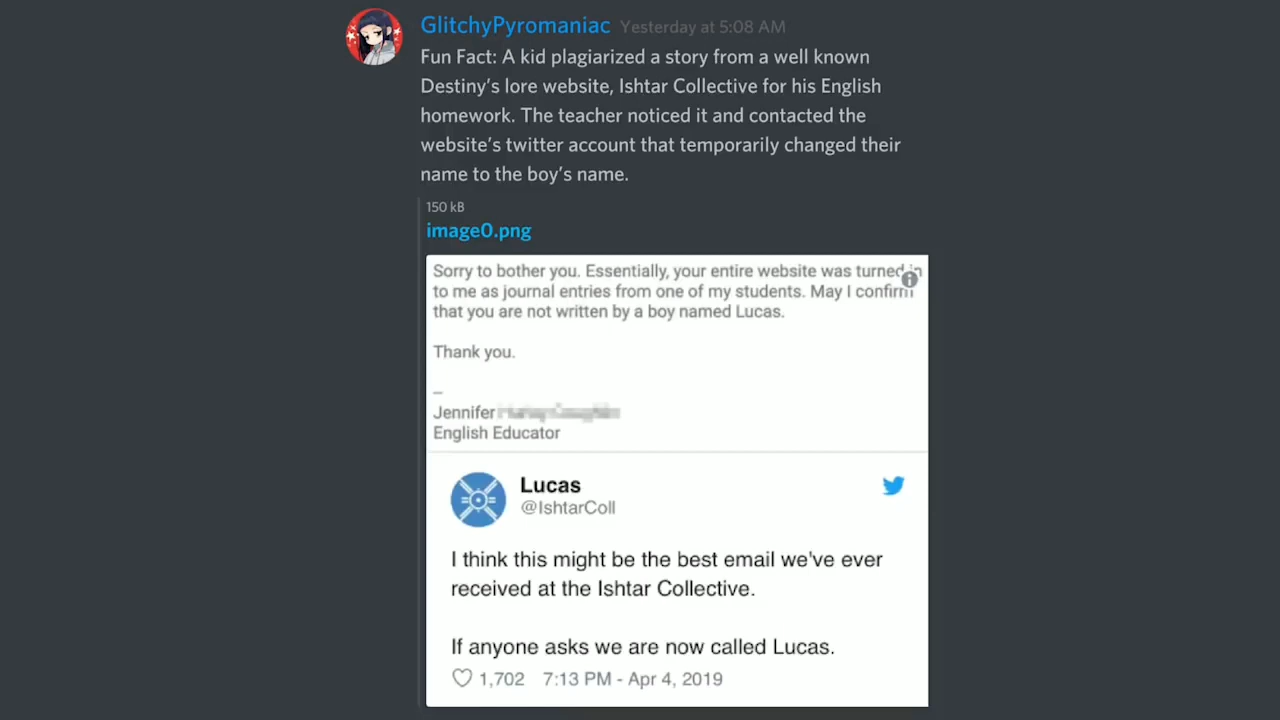 GlitchyPyromaniac Yesterday at 5:08 AM
Fun Fact: A kid plagiarized a story from a well known
Destiny's lore website, Ishtar Collective for his English
homework. The teacher noticed it and contacted the
website's twitter account that temporarily changed their
name to the boy's name.
150 kB
image0.png
Sorry to bother you. Essentially, your entire website was turned in
to me as journal entries from one of my students. May I confirm
that you are not written by a boy named Lucas.
Thank you.
–
Jennifer
English Educator
Lucas
@IshtarColl
I think this might be the best email we've ever
received at the Ishtar Collective.
If anyone asks we are now called Lucas.
1,702 7:13 PM - Apr 4, 2019